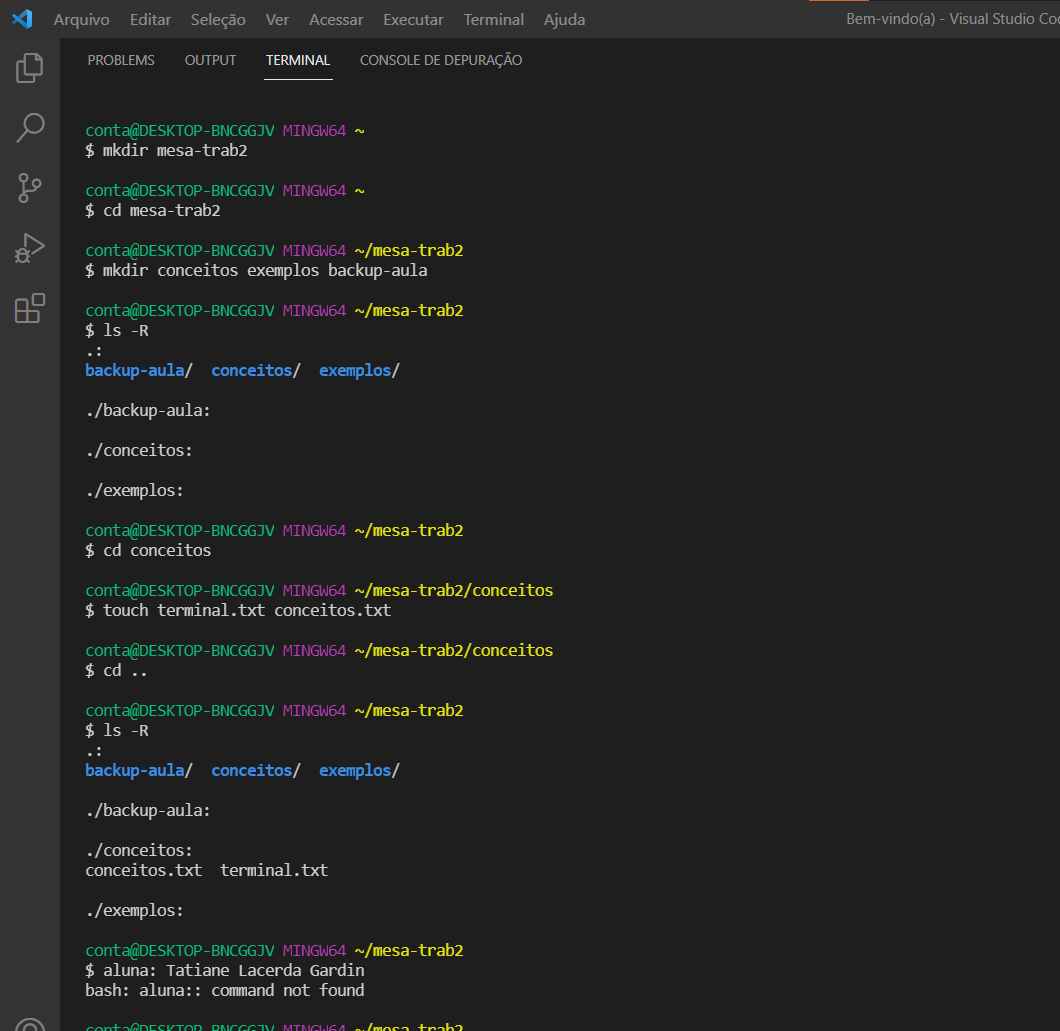 Arquivo Editar Seleção Ver Acessar Executar Terminal Ajuda Bem-vindo(a) - Visual Studio
PROBLEMS OUTPUT TERMINAL CONSOLE DE DEPURAÇÃO
conta@DESKTOP-BNCGGJV MINGW64 ~
$ mkdir mesa-trab2
conta@DESKTOP-BNCGGJV MINGW64 ~
$ cd mesa-trab2
conta@DESKTOP-BNCGGJV MINGW64 ~/mesa-trab2
$ mkdir conceitos exemplos backup-aula
conta@DESKTOP-BNCGGJV MINGW64 ~/mesa-trab2
$ ls -R
.:
backup-aula/ conceitos/ exemplos/
./backup-aula:
./conceitos:
./exemplos:
conta@DESKTOP-BNCGGJV MINGW64 ~/mesa-trab2
$ cd conceitos
conta@DESKTOP-BNCGGJV MINGW64 ~/mesa-trab2/conceitos
$ touch terminal.txt conceitos.txt
conta@DESKTOP-BNCGGJV MINGW64 ~/mesa-trab2/conceitos
$ cd ..
conta@DESKTOP-BNCGGJV MINGW64 ~/mesa-trab2
$ ls -R
.:
backup-aula/ conceitos/ exemplos/
./backup-aula:
./conceitos:
conceitos.txt terminal.txt
./exemplos:
conta@DESKTOP-BNCGGJV MINGW64 ~/mesa-trab2
$ aluna: Tatiane Lacerda Gardin
bash: aluna:: command not found
conta@DESKTOP-BNCGGJV MINGW64 ~/mesa-trab2